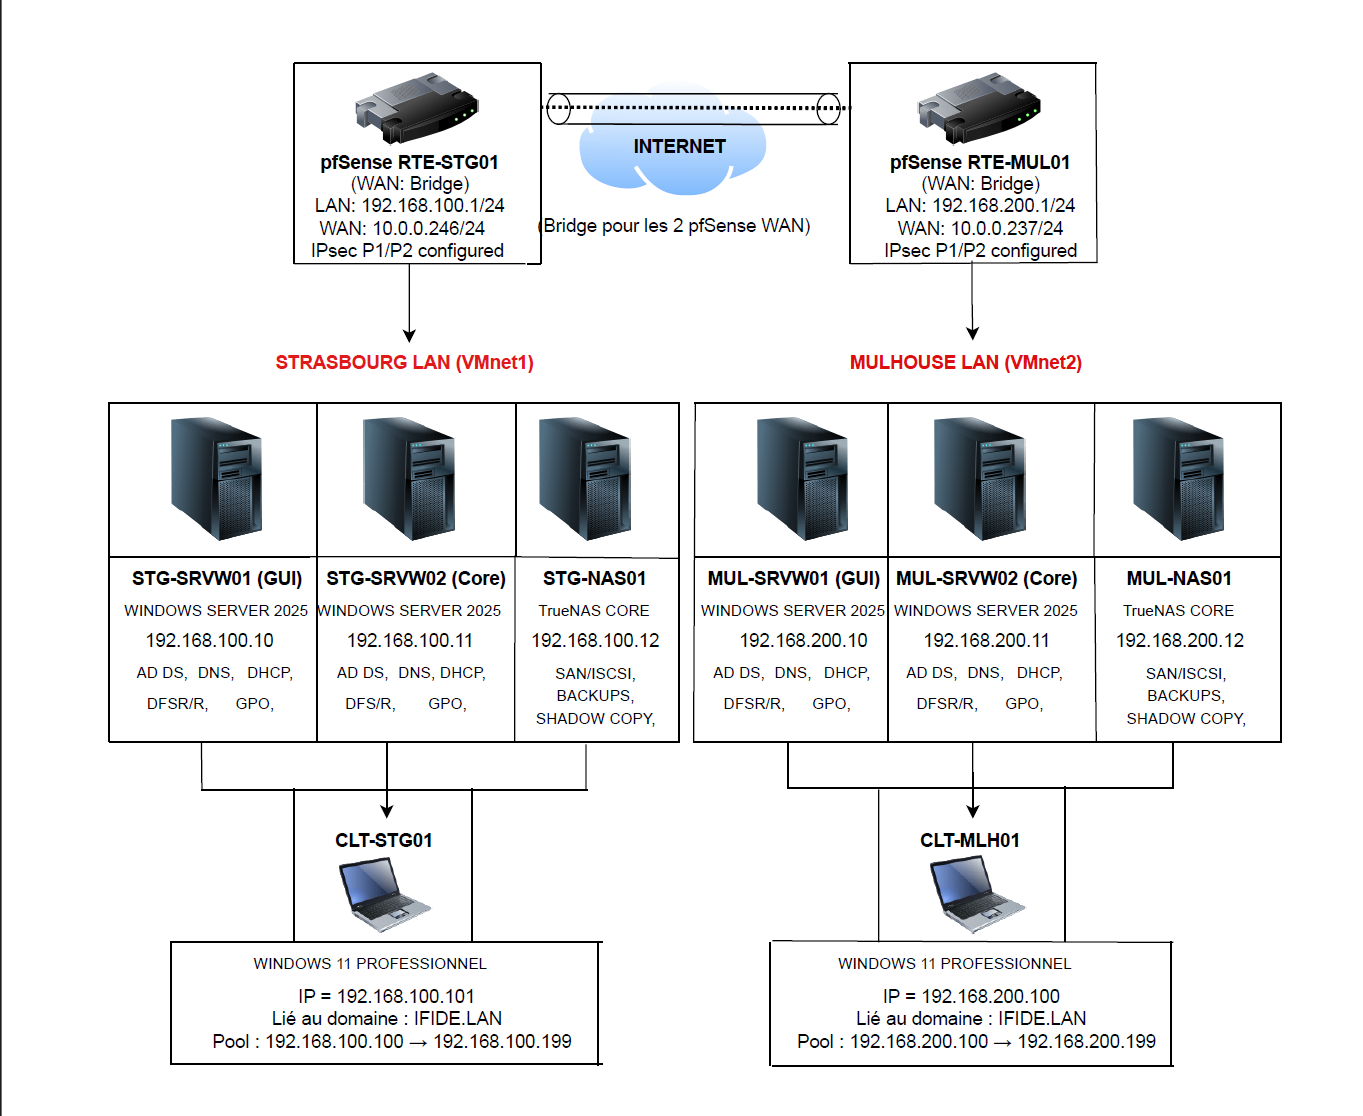 pfSense RTE-STG01
(WAN: Bridge)
LAN: 192.168.100.1/24
WAN: 10.0.0.246/24
IPsec P1/P2 configured
INTERNET
(Bridge pour les 2 pfSense WAN)
pfSense RTE-MUL01
(WAN: Bridge)
LAN: 192.168.200.1/24
WAN: 10.0.0.237/24
IPsec P1/P2 configured
STRASBOURG LAN (VMnet1)
MULHOUSE LAN (VMnet2)
STG-SRVW01 (GUI)
WINDOWS SERVER 2025
192.168.100.10
AD DS, DNS, DHCP,
DFSR/R, GPO,
STG-SRVW02 (Core)
WINDOWS SERVER 2025
192.168.100.11
AD DS, DNS, DHCP,
DFS/R, GPO,
STG-NAS01
TrueNAS CORE
192.168.100.12
SAN/ISCSI,
BACKUPS,
SHADOW COPY,
MUL-SRVW01 (GUI)
WINDOWS SERVER 2025
192.168.200.10
AD DS, DNS, DHCP,
DFSR/R, GPO,
MUL-SRVW02 (Core)
WINDOWS SERVER 2025
192.168.200.11
AD DS, DNS, DHCP,
DFSR/R, GPO,
MUL-NAS01
TrueNAS CORE
192.168.200.12
SAN/ISCSI,
BACKUPS,
SHADOW COPY,
CLT-STG01
WINDOWS 11 PROFESSIONNEL
IP = 192.168.100.101
Lié au domaine : IFIDE.LAN
Pool : 192.168.100.100 → 192.168.100.199
CLT-MLH01
WINDOWS 11 PROFESSIONNEL
IP = 192.168.200.100
Lié au domaine : IFIDE.LAN
Pool : 192.168.200.100 → 192.168.200.199